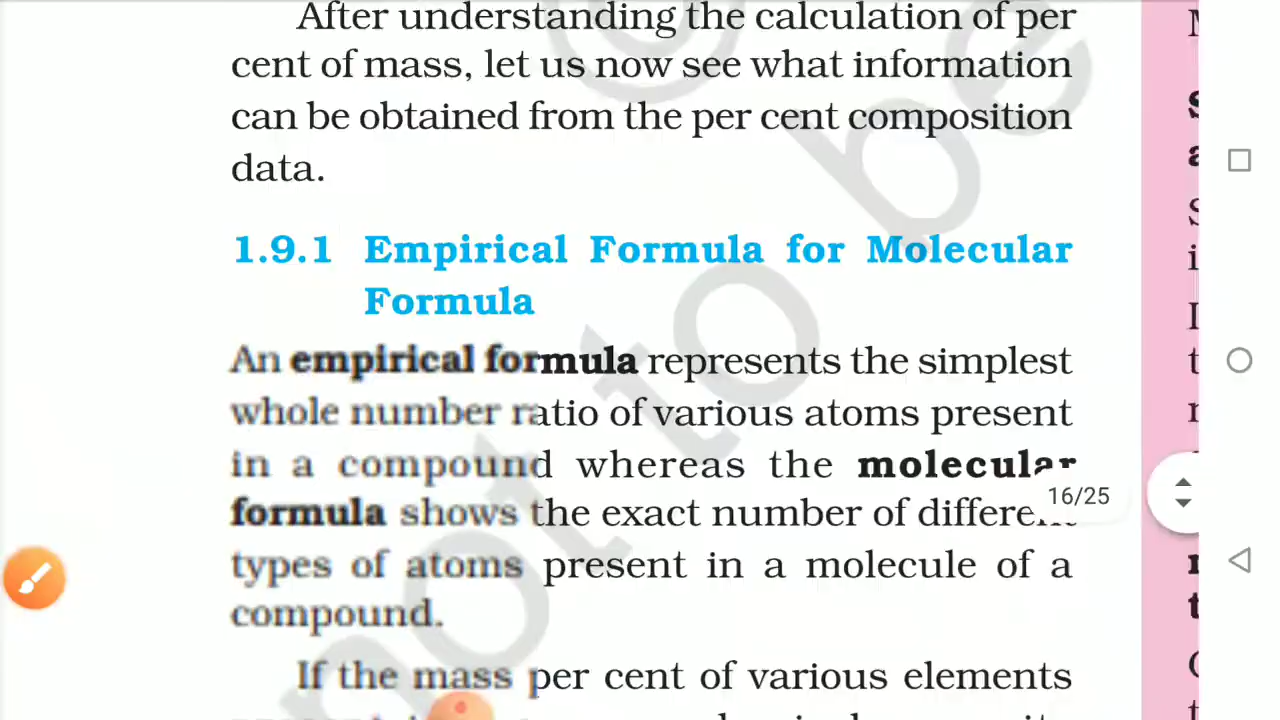 After understanding the calculation of per
cent of mass, let us now see what information
can be obtained from the per cent composition
data.
1.9.1 Empirical Formula for Molecular
Formula
An empirical formula represents the simplest
whole number ratio of various atoms present
in a compound whereas the molecular
formula shows the exact number of different
types of atoms present in a molecule of a
compound.
If the mass per cent of various elements
16/25
not to be